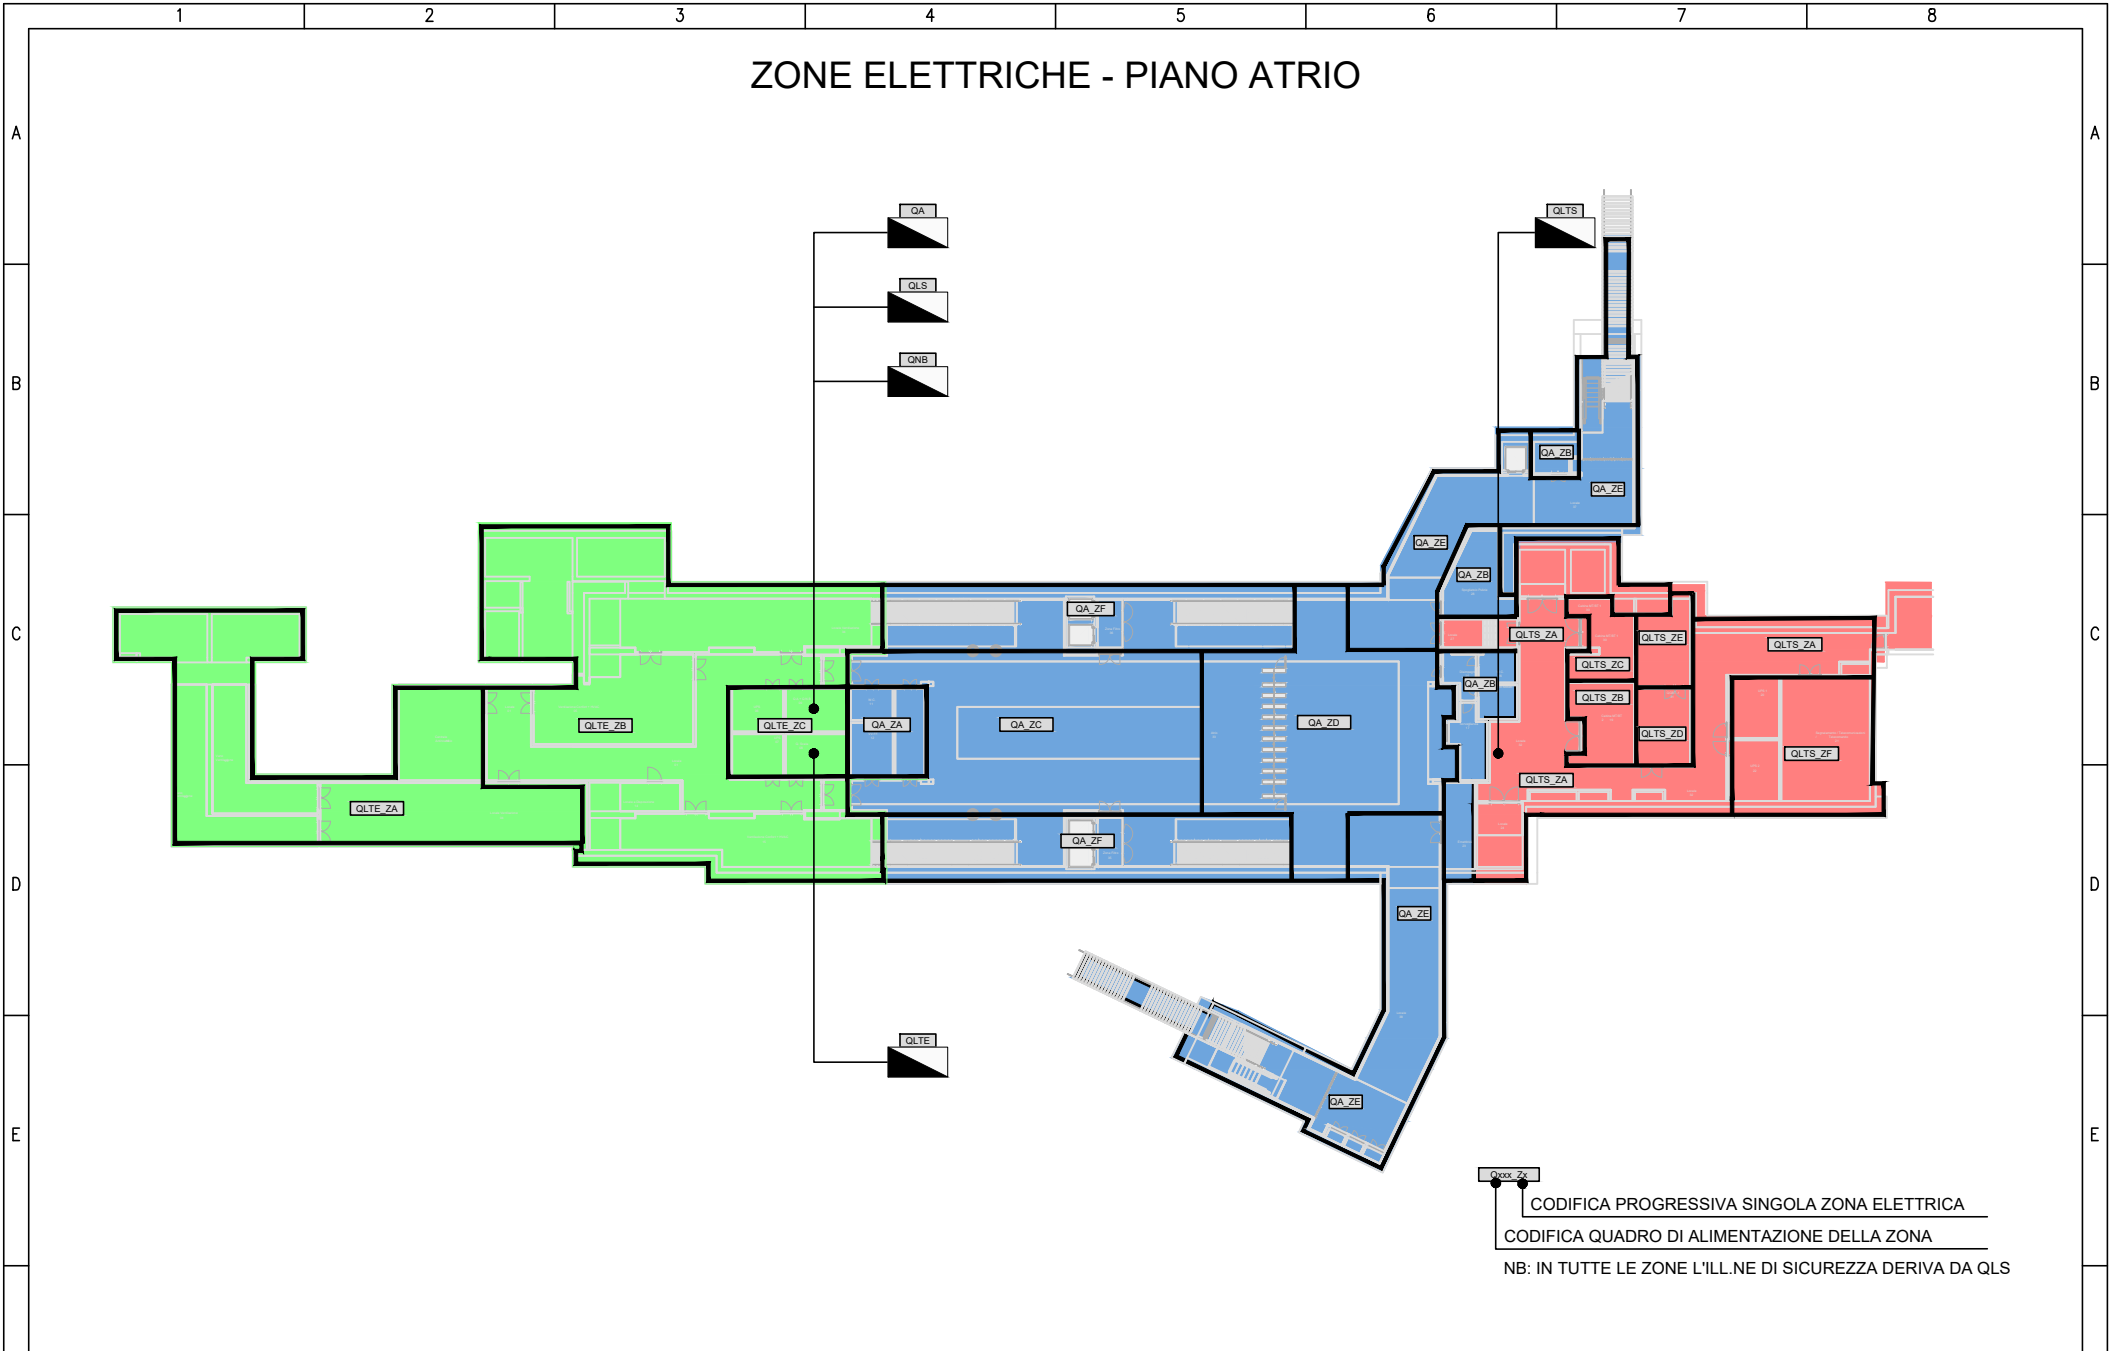 1 2 3 4 5 6 7 8
ZONE ELETTRICHE - PIANO ATRIO
A A
QA QLTS
QLS
QNB
B B
QA_ZB
QA_ZE
QA_ZE
QA_ZB
QA_ZF
C C
QLTS_ZA QLTS_ZE QLTS_ZA
QLTS_ZC
QA_ZB QLTS_ZB
QLTE_ZB QLTE_ZC QA_ZA QA_ZC QA_ZD QLTS_ZD
QLTS_ZF
QLTS_ZA
QLTE_ZA
QA_ZF
D D
QA_ZE
QLTE
QA_ZE
E E
Qxxx_Zx
CODIFICA PROGRESSIVA SINGOLA ZONA ELETTRICA
CODIFICA QUADRO DI ALIMENTAZIONE DELLA ZONA
NB: IN TUTTE LE ZONE L'ILL.NE DI SICUREZZA DERIVA DA QLS